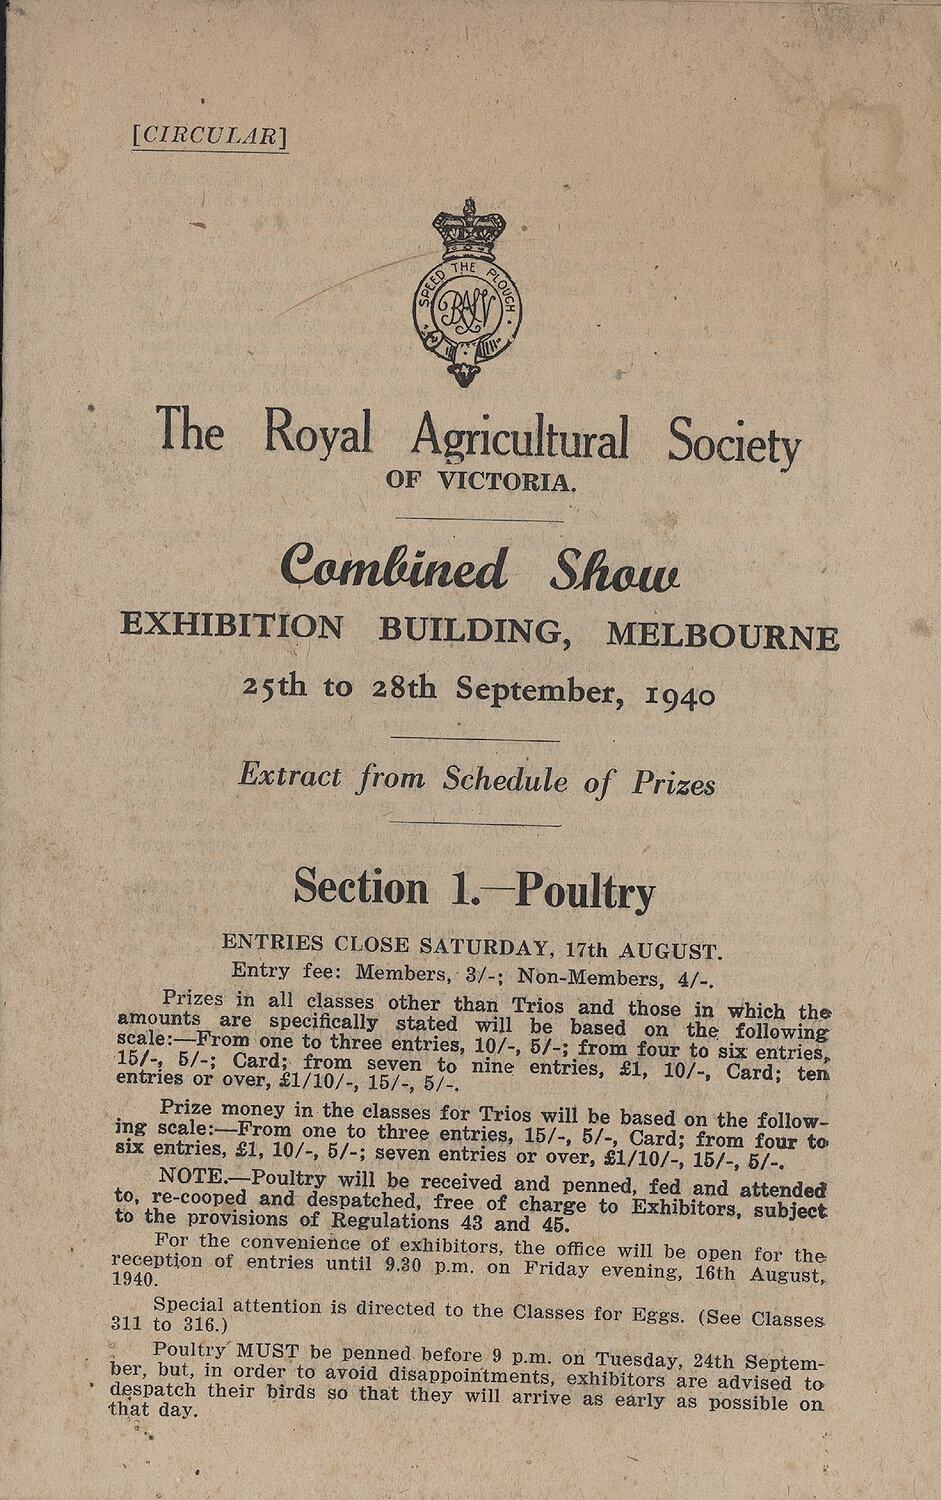 [CIRCULAR]
SPEED THE PLOUGH
RASV
The Royal Agricultural Society
OF VICTORIA.
Combined Show
EXHIBITION BUILDING, MELBOURNE
25th to 28th September, 1940
Extract from Schedule of Prizes
Section 1.—Poultry
ENTRIES CLOSE SATURDAY, 17th AUGUST.
Entry fee: Members, 3/-; Non-Members, 4/-.
Prizes in all classes other than Trios and those in which the
amounts are specifically stated will be based on the following
scale:—From one to three entries, 10/-, 5/-; from four to six entries,
15/-, 5/-; Card; from seven to nine entries, £1, 10/-, Card; ten
entries or over, £1/10/-, 15/-, 5/-.
Prize money in the classes for Trios will be based on the follow-
ing scale:—From one to three entries, 15/-, 5/-, Card; from four to
six entries, £1, 10/-, 5/-; seven entries or over, £1/10/-, 15/-, 5/-.
NOTE.—Poultry will be received and penned, fed and attended
to, re-cooped and despatched, free of charge to Exhibitors, subject
to the provisions of Regulations 43 and 45.
For the convenience of exhibitors, the office will be open for the
reception of entries until 9.30 p.m. on Friday evening, 16th August,
1940.
Special attention is directed to the Classes for Eggs. (See Classes
311 to 316.)
Poultry MUST be penned before 9 p.m. on Tuesday, 24th Septem-
ber, but, in order to avoid disappointments, exhibitors are advised to
despatch their birds so that they will arrive as early as possible on
that day.